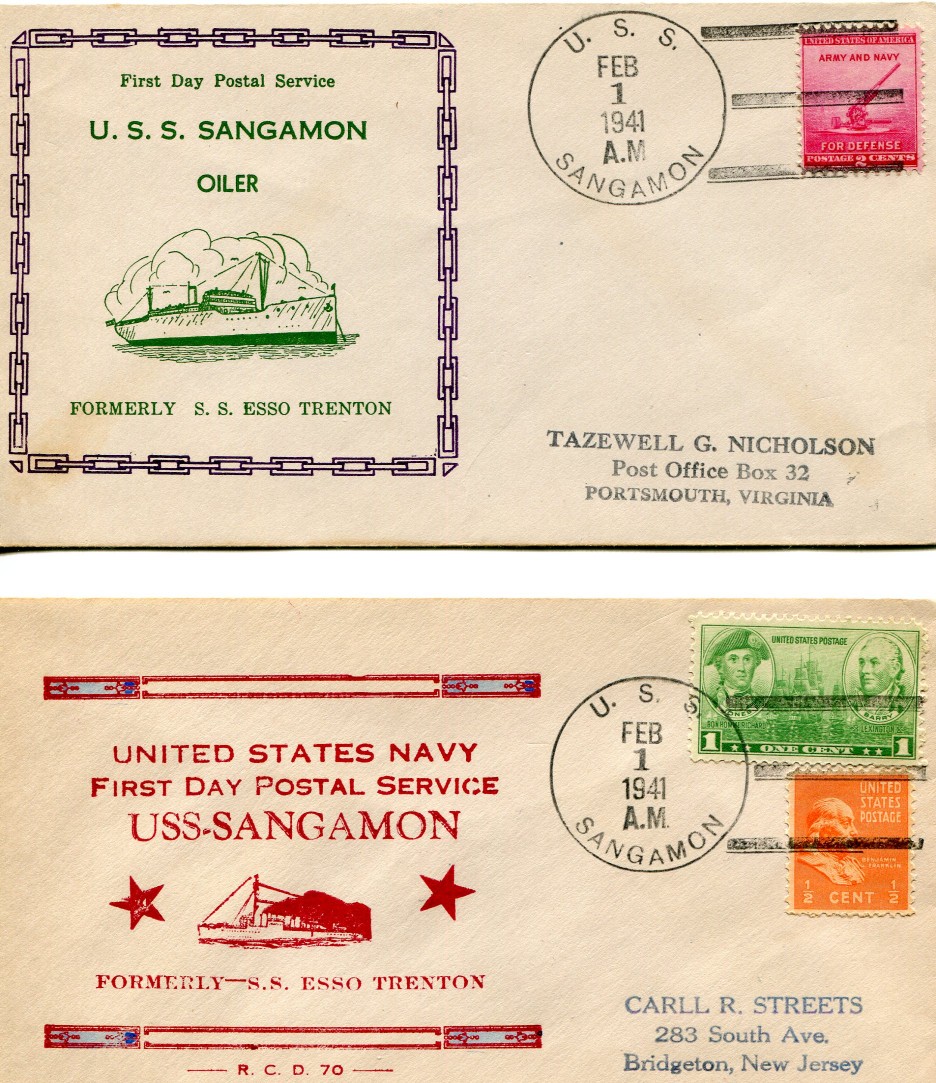 First Day Postal Service
U. S. S. SANGAMON
OILER
FORMERLY S. S. ESSO TRENTON
U. S. S.
FEB
1
1941
A.M
SANGAMON
UNITED STATES OF AMERICA
ARMY AND NAVY
FOR DEFENSE
POSTAGE 2 CENTS
TAZEWELL G. NICHOLSON
Post Office Box 32
PORTSMOUTH, VIRGINIA
UNITED STATES NAVY
FIRST DAY POSTAL SERVICE
USS-SANGAMON
FORMERLY—S.S. ESSO TRENTON
R. C. D. 70
U. S. S
FEB
1
1941
A.M.
SANGAMON
UNITED STATES POSTAGE
BARRY
BON HOMME RICHARD
LEXINGTON
1 ONE CENT 1
UNITED
STATES
POSTAGE
BENJAMIN
FRANKLIN
1/2 CENT 1/2
CARLL R. STREETS
283 South Ave.
Bridgeton, New Jersey